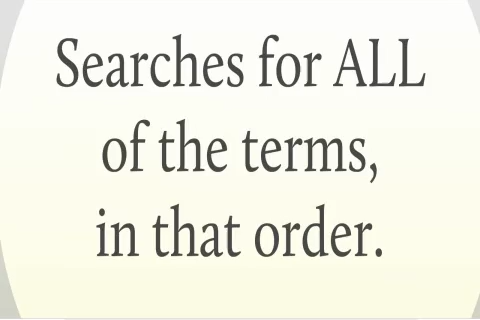 Searches for ALL
of the terms,
in that order.